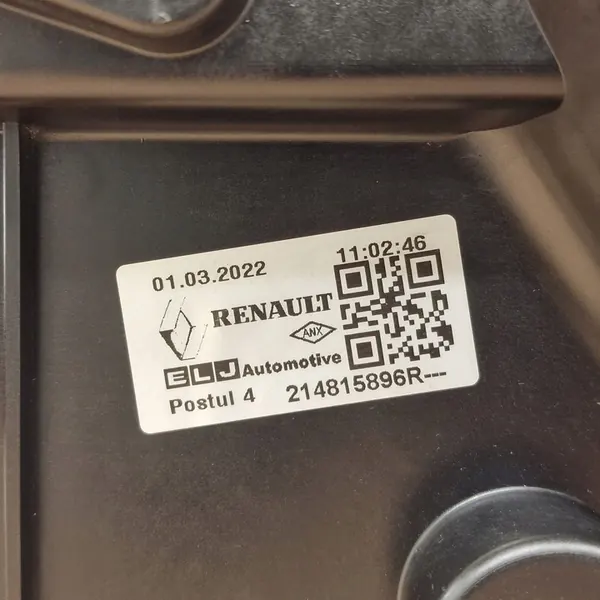 01.03.2022 11:02:46
RENAULT
ANX
ELJ Automotive
Postul 4 214815896R---